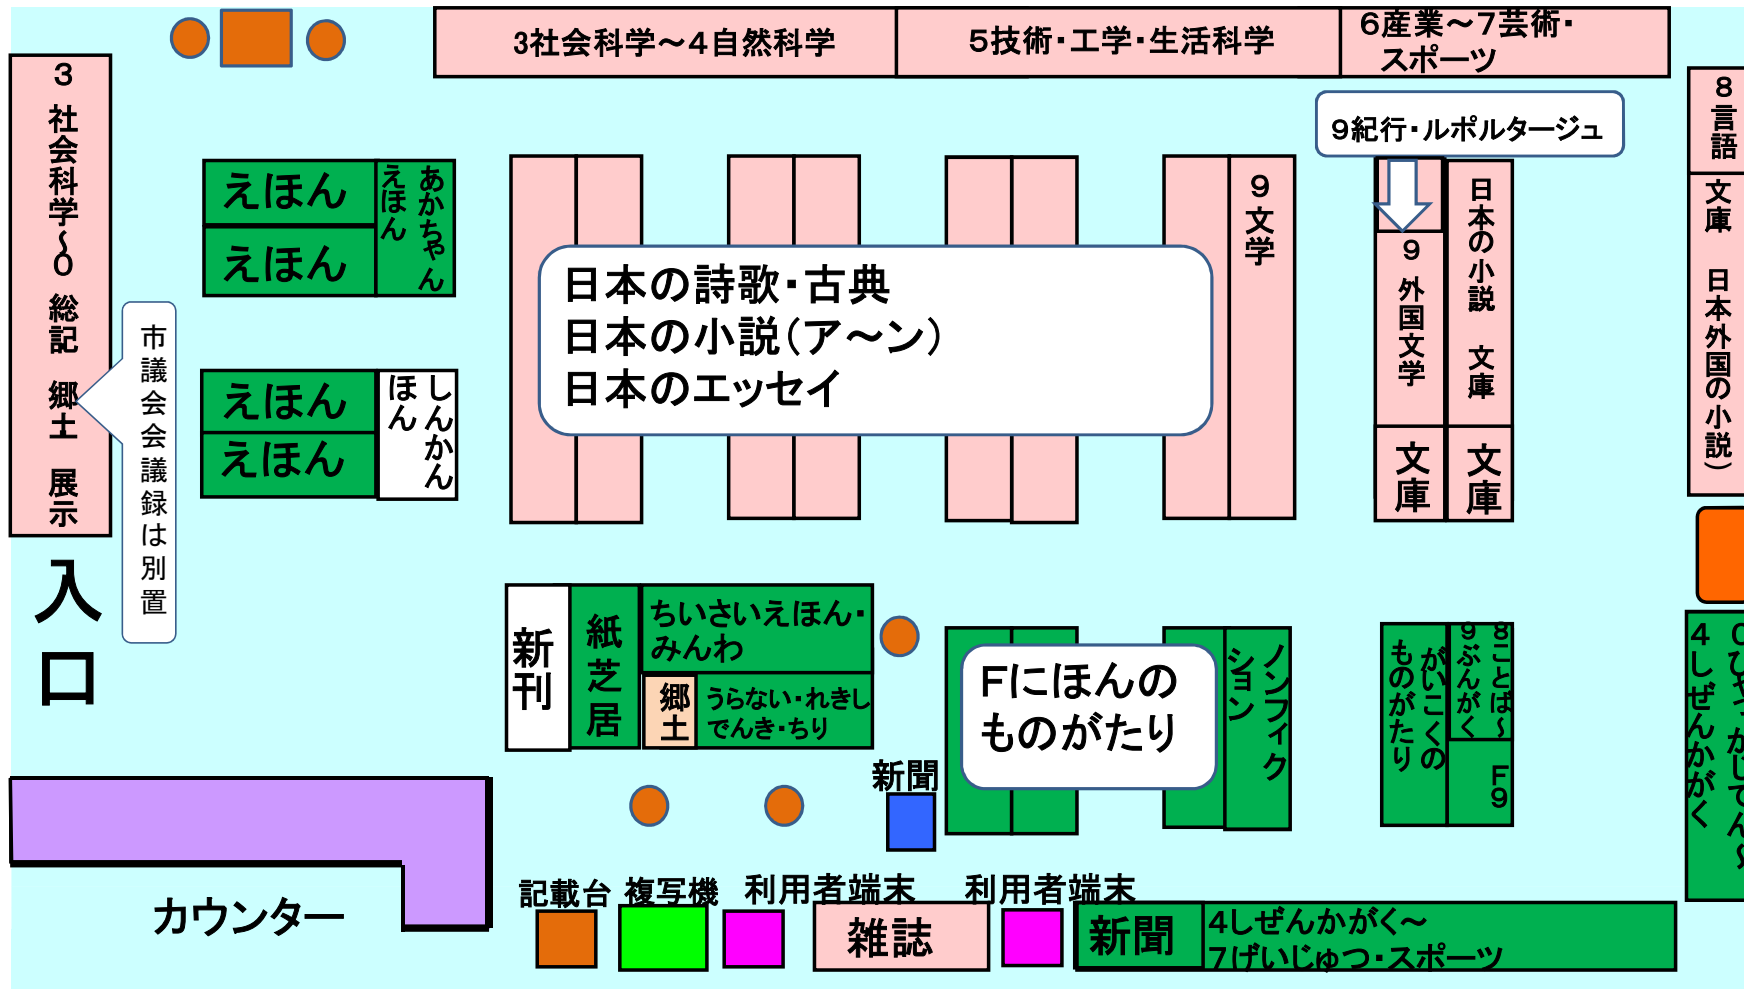 3社会科学～4自然科学
5技術・工学・生活科学
6産業～7芸術・
スポーツ
9紀行・ルポルタージュ
3 社会科学～0 総記 郷土 展示
市議会会議録は別置
入口
えほん
えほん
あかちゃん
えほん
えほん
えほん
しんかん
ほん
日本の詩歌・古典
日本の小説(ア～ン)
日本のエッセイ
9文学
9 外国文学
文庫
日本の小説 文庫
文庫
8言語
文庫 日本外国の小説)
新刊
紙芝居
ちいさいえほん・
みんわ
郷土
うらない・れきし
でんき・ちり
Fにほんの
ものがたり
ノンフィク
ション
がいこくの
ものがたり
8ことば～
9ぶんがく
F9
0ひゃっかじてん～
4しぜんかがく
新聞
カウンター
記載台
複写機
利用者端末
雑誌
利用者端末
新聞
4しぜんかがく～
7げいじゅつ・スポーツ